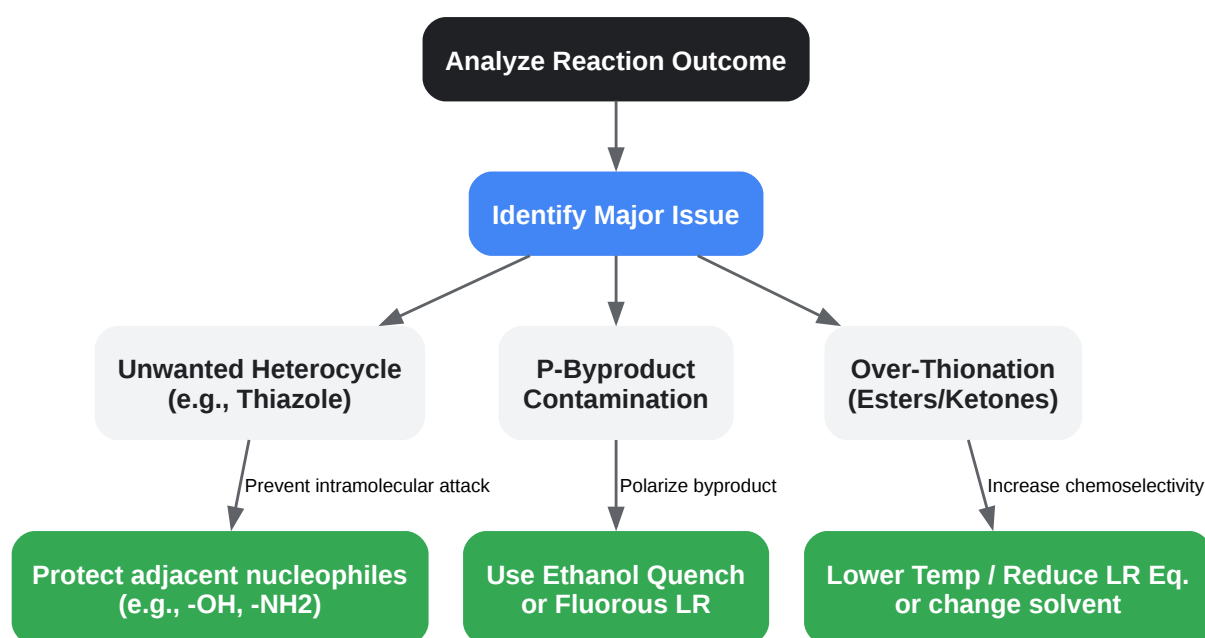 Analyze Reaction Outcome
Identify Major Issue
Unwanted Heterocycle
(e.g., Thiazole)
P-Byproduct
Contamination
Over-Thionation
(Esters/Ketones)
Prevent intramolecular attack
Polarize byproduct
Increase chemoselectivity
Protect adjacent nucleophiles
(e.g., -OH, -NH2)
Use Ethanol Quench
or Fluorous LR
Lower Temp / Reduce LR Eq.
or change solvent